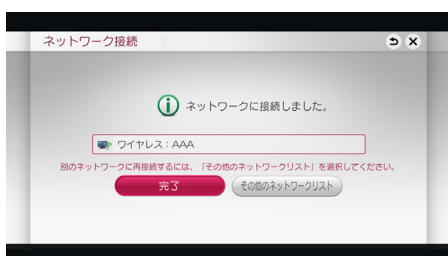 ネットワーク接続
ネットワークに接続しました。
ワイヤレス：AAA
別のネットワークに再接続するには、「その他のネットワークリスト」を選択してください。
完了
その他のネットワークリスト